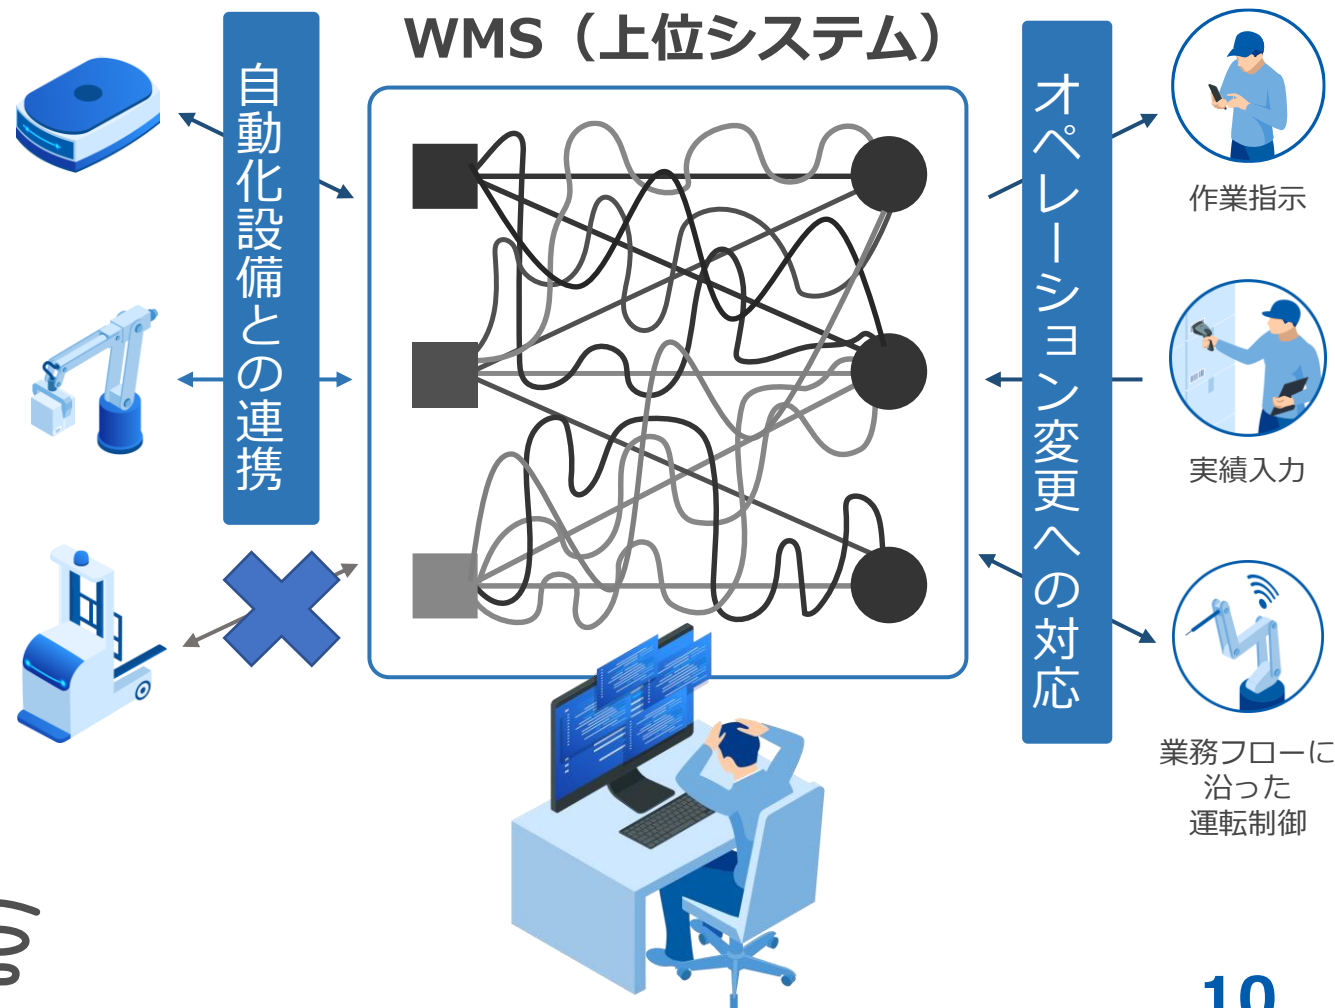 WMS（上位システム）
自動化設備との連携
オペレーション変更への対応
作業指示
実績入力
業務フローに
沿った
運転制御
10